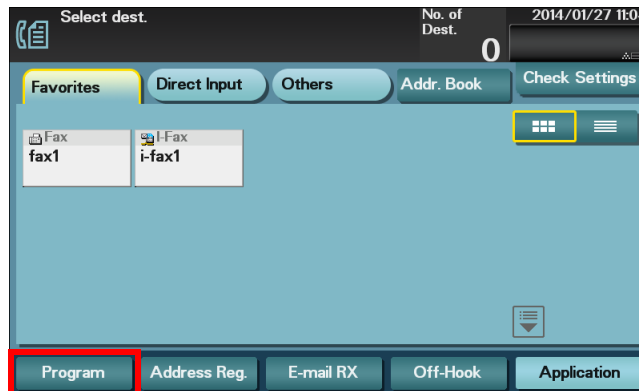 Select dest.
No. of
Dest.
0
2014/01/27 11:0
Favorites
Direct Input
Others
Addr. Book
Check Settings
Fax
fax1
I-Fax
i-fax1
Program
Address Reg.
E-mail RX
Off-Hook
Application